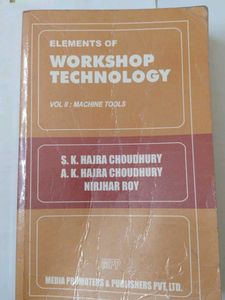 ELEMENTS OF
WORKSHOP
TECHNOLOGY
VOL II : MACHINE TOOLS
S. K. HAJRA CHOUDHURY
A. K. HAJRA CHOUDHURY
NIRJHAR ROY
MPP
MEDIA PROMOTERS & PUBLISHERS PVT. LTD.